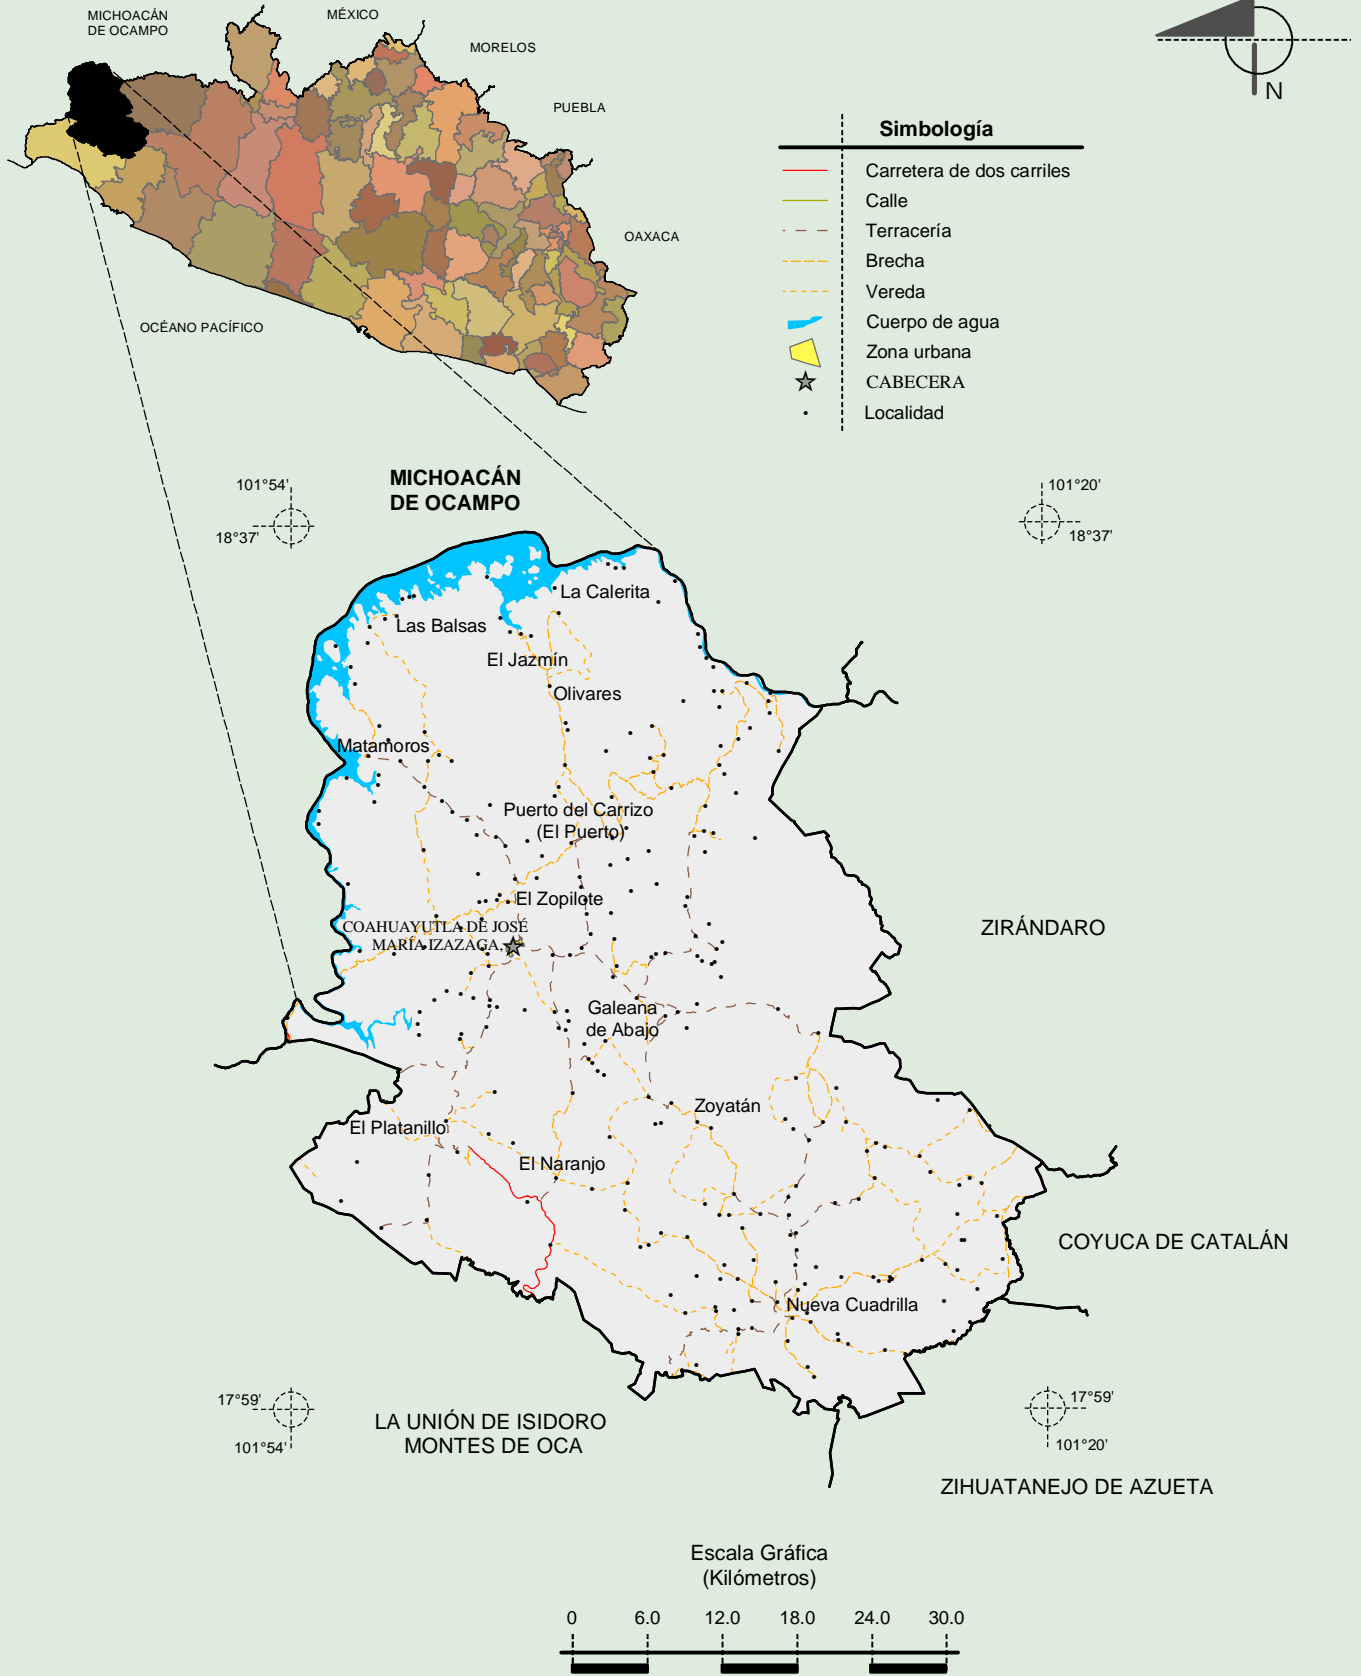 MICHOACÁN
DE OCAMPO
MÉXICO
MORELOS
PUEBLA
OAXACA
OCÉANO PACÍFICO
N
Simbología
Carretera de dos carriles
Calle
Terracería
Brecha
Vereda
Cuerpo de agua
Zona urbana
CABECERA
Localidad
MICHOACÁN
DE OCAMPO
101°54'
18°37'
101°20'
18°37'
La Calerita
Las Balsas
El Jazmín
Olivares
Matamoros
Puerto del Carrizo
(El Puerto)
El Zopilote
COAHUAYUTLA DE JOSÉ
MARÍA IZAZAGA,
ZIRÁNDARO
Galeana
de Abajo
Zoyatán
El Platanillo
El Naranjo
COYUCA DE CATALÁN
Nueva Cuadrilla
17°59'
101°54'
17°59'
101°20'
LA UNIÓN DE ISIDORO
MONTES DE OCA
ZIHUATANEJO DE AZUETA
Escala Gráfica
(Kilómetros)
0 6.0 12.0 18.0 24.0 30.0